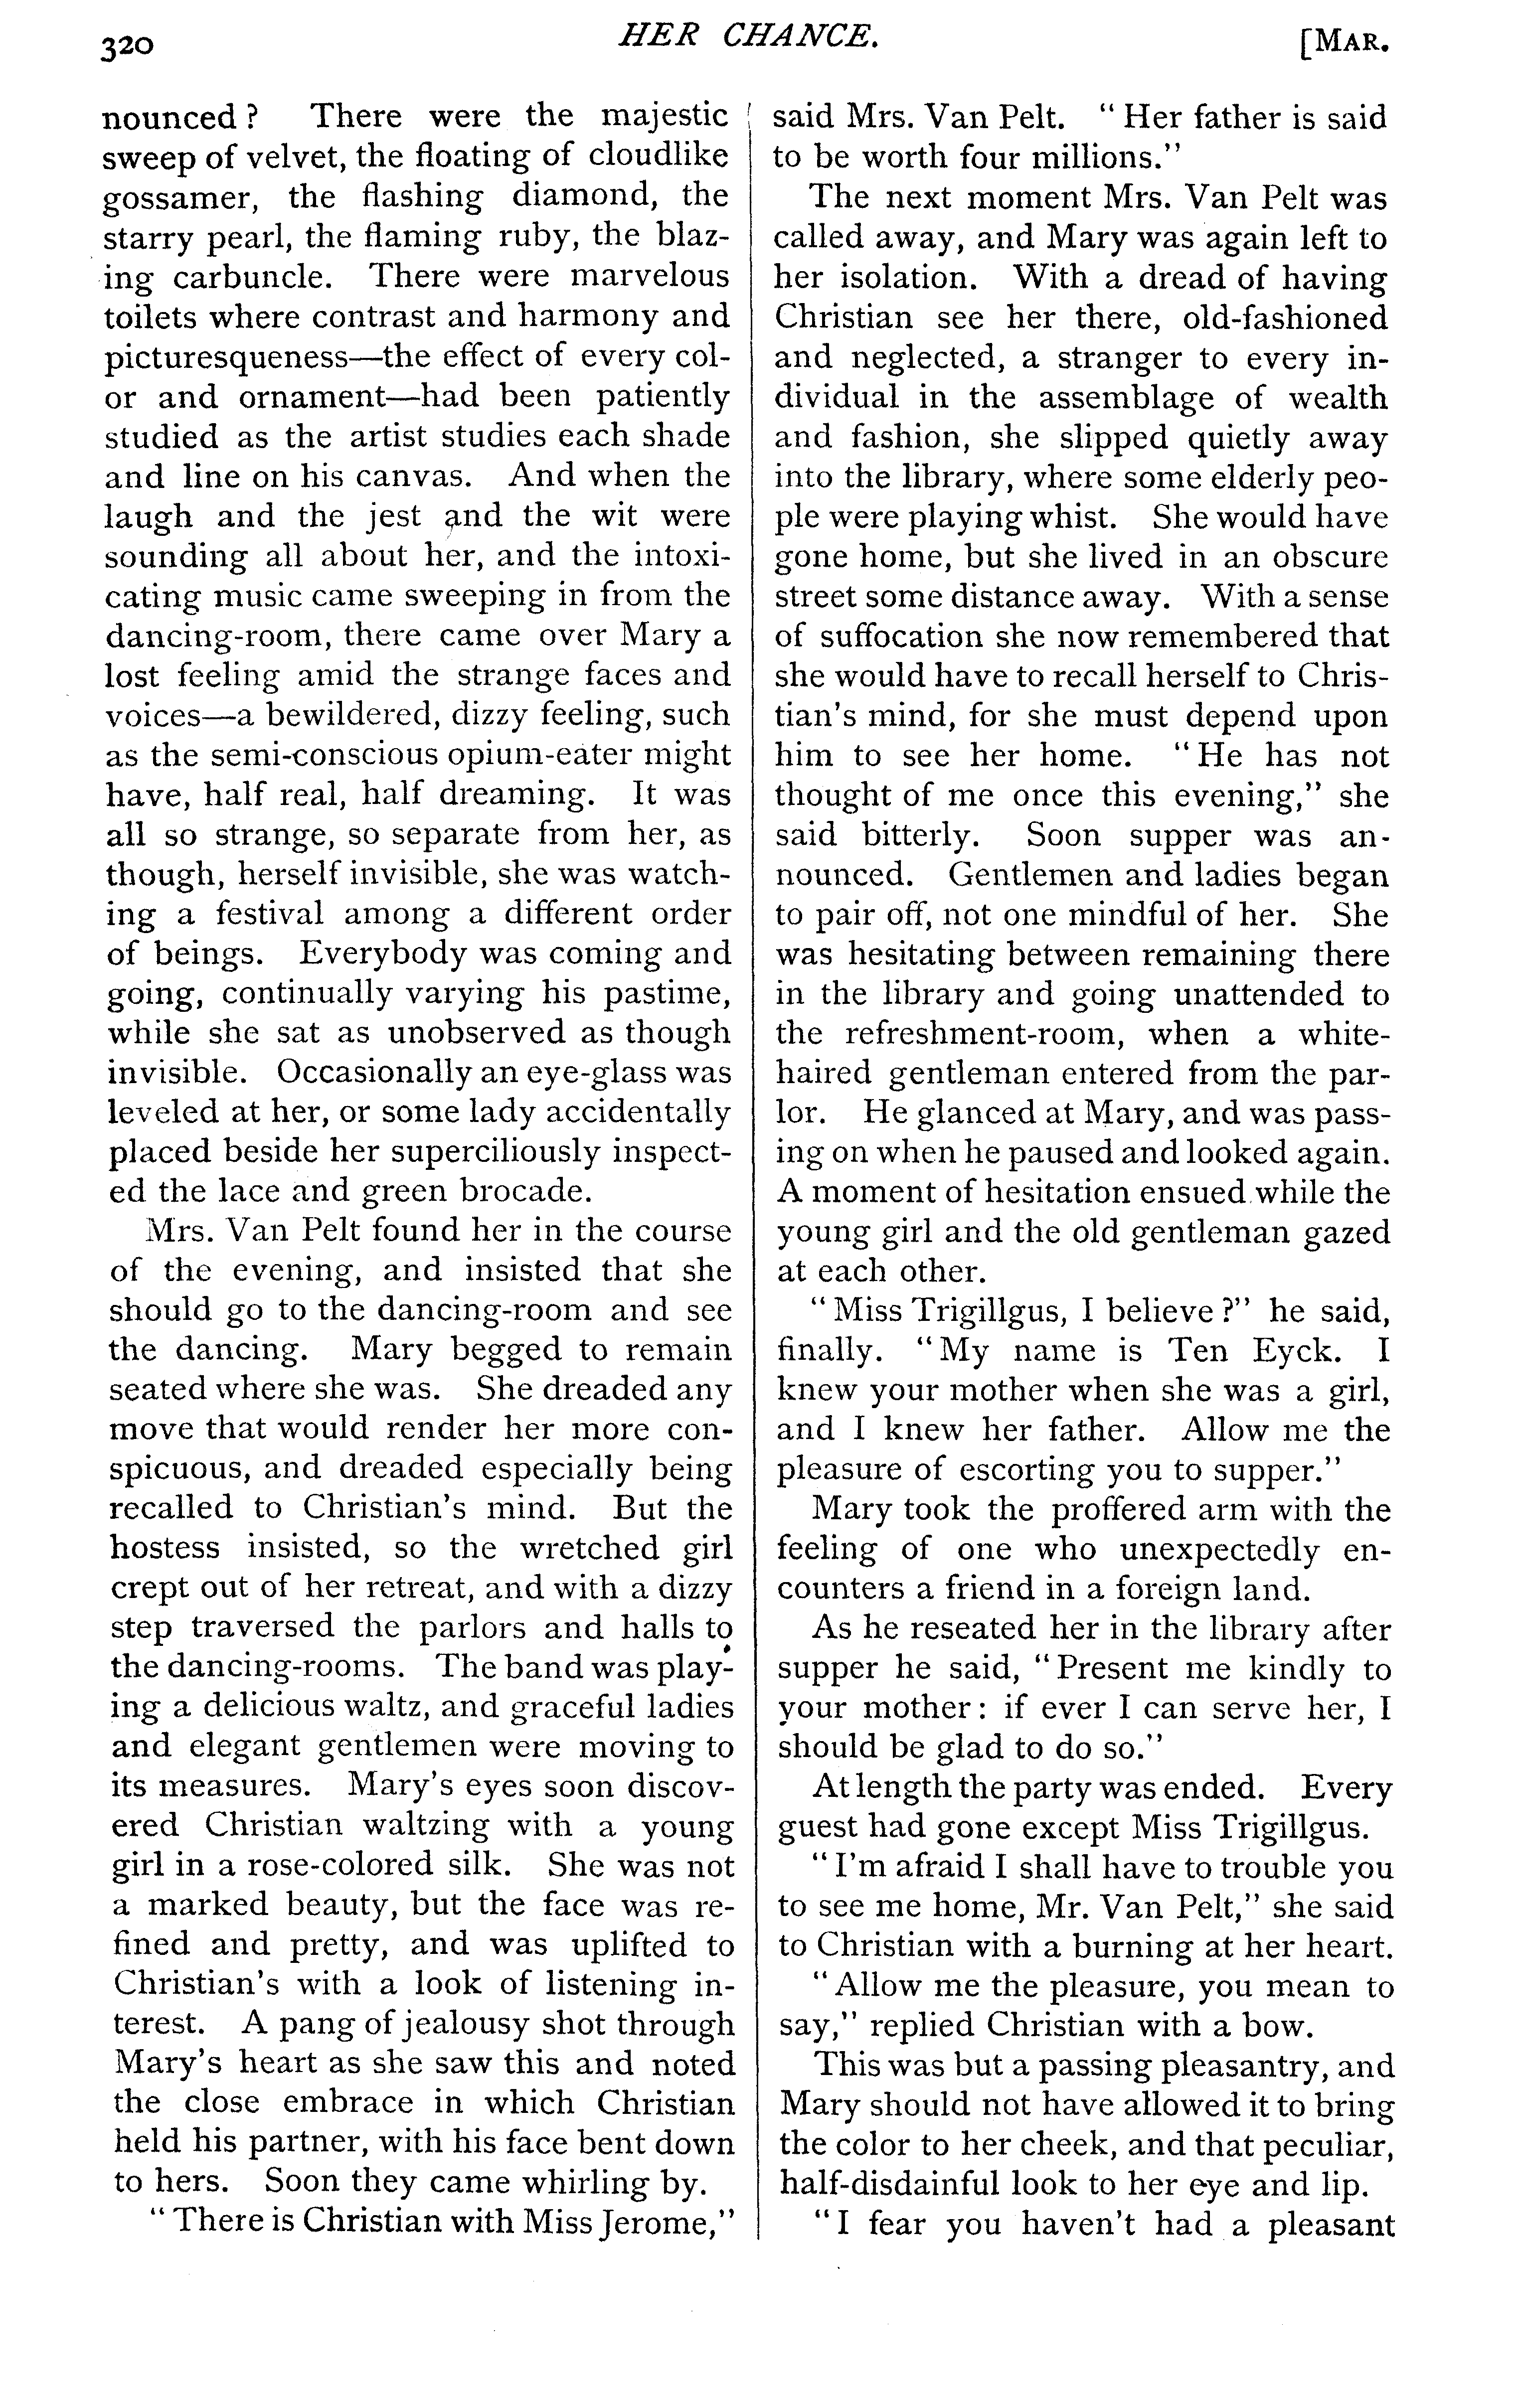 320
HER CHANCE.
[MAR.
nounced? There were the majestic
sweep of velvet, the floating of cloudlike
gossamer, the flashing diamond, the
starry pearl, the flaming ruby, the blaz-
ing carbuncle. There were marvelous
toilets where contrast and harmony and
picturesqueness—the effect of every col-
or and ornament—had been patiently
studied as the artist studies each shade
and line on his canvas. And when the
laugh and the jest and the wit were
sounding all about her, and the intoxi-
cating music came sweeping in from the
dancing-room, there came over Mary a
lost feeling amid the strange faces and
voices—a bewildered, dizzy feeling, such
as the semi-conscious opium-eater might
have, half real, half dreaming. It was
all so strange, so separate from her, as
though, herself invisible, she was watch-
ing a festival among a different order
of beings. Everybody was coming and
going, continually varying his pastime,
while she sat as unobserved as though
invisible. Occasionally an eye-glass was
leveled at her, or some lady accidentally
placed beside her superciliously inspect-
ed the lace and green brocade.
Mrs. Van Pelt found her in the course
of the evening, and insisted that she
should go to the dancing-room and see
the dancing. Mary begged to remain
seated where she was. She dreaded any
move that would render her more con-
spicuous, and dreaded especially being
recalled to Christian's mind. But the
hostess insisted, so the wretched girl
crept out of her retreat, and with a dizzy
step traversed the parlors and halls to
the dancing-rooms. The band was play-
ing a delicious waltz, and graceful ladies
and elegant gentlemen were moving to
its measures. Mary's eyes soon discov-
ered Christian waltzing with a young
girl in a rose-colored silk. She was not
a marked beauty, but the face was re-
fined and pretty, and was uplifted to
Christian's with a look of listening in-
terest. A pang of jealousy shot through
Mary's heart as she saw this and noted
the close embrace in which Christian
held his partner, with his face bent down
to hers. Soon they came whirling by.
"There is Christian with Miss Jerome,"
said Mrs. Van Pelt. "Her father is said
to be worth four millions."
The next moment Mrs. Van Pelt was
called away, and Mary was again left to
her isolation. With a dread of having
Christian see her there, old-fashioned
and neglected, a stranger to every in-
dividual in the assemblage of wealth
and fashion, she slipped quietly away
into the library, where some elderly peo-
ple were playing whist. She would have
gone home, but she lived in an obscure
street some distance away. With a sense
of suffocation she now remembered that
she would have to recall herself to Chris-
tian's mind, for she must depend upon
him to see her home. "He has not
thought of me once this evening," she
said bitterly. Soon supper was an-
nounced. Gentlemen and ladies began
to pair off, not one mindful of her. She
was hesitating between remaining there
in the library and going unattended to
the refreshment-room, when a white-
haired gentleman entered from the par-
lor. He glanced at Mary, and was pass-
ing on when he paused and looked again.
A moment of hesitation ensued while the
young girl and the old gentleman gazed
at each other.
"Miss Trigillgus, I believe?" he said,
finally. "My name is Ten Eyck. I
knew your mother when she was a girl,
and I knew her father. Allow me the
pleasure of escorting you to supper."
Mary took the proffered arm with the
feeling of one who unexpectedly en-
counters a friend in a foreign land.
As he reseated her in the library after
supper he said, "Present me kindly to
your mother: if ever I can serve her, I
should be glad to do so."
At length the party was ended. Every
guest had gone except Miss Trigillgus.
"I'm afraid I shall have to trouble you
to see me home, Mr. Van Pelt," she said
to Christian with a burning at her heart.
"Allow me the pleasure, you mean to
say," replied Christian with a bow.
This was but a passing pleasantry, and
Mary should not have allowed it to bring
the color to her cheek, and that peculiar,
half-disdainful look to her eye and lip.
"I fear you haven't had a pleasant